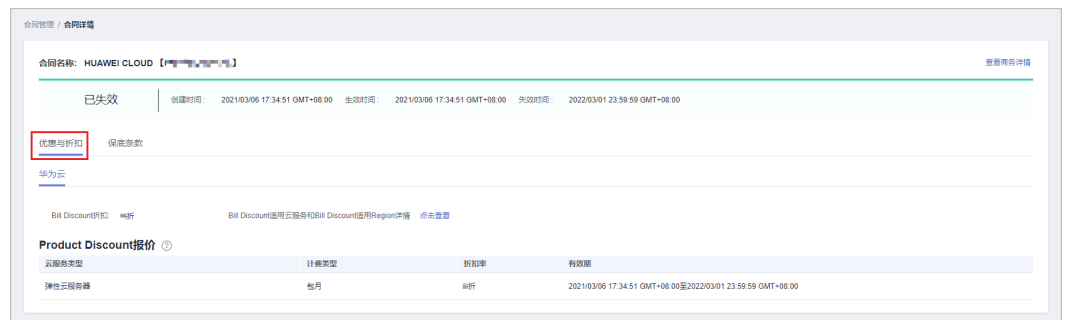 合同管理 / 合同详情
合同名称: HUAWEI CLOUD 【 】 查看商务详情
已失效 创建时间: 2021/03/06 17:34:51 GMT+08:00 生效时间: 2021/03/06 17:34:51 GMT+08:00 失效时间: 2022/03/01 23:59:59 GMT+08:00
优惠与折扣 保底条款
华为云
Bill Discount折扣: 折 Bill Discount适用云服务和Bill Discount适用Region详情 点击查看
Product Discount报价 ?
云服务类型 计费类型 折扣率 有效期
弹性云服务器 包月 折 2021/03/06 17:34:51 GMT+08:00至2022/03/01 23:59:59 GMT+08:00